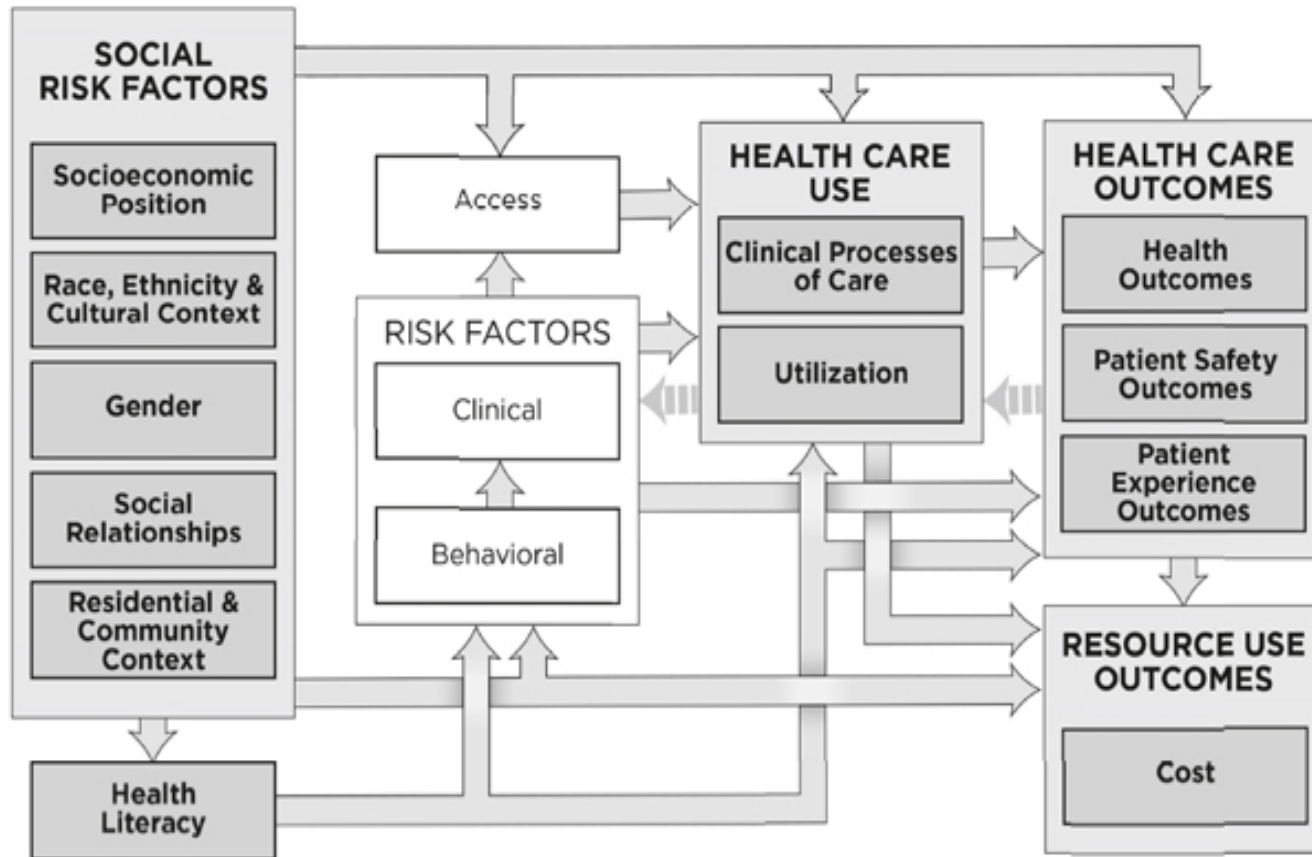 SOCIAL
RISK FACTORS
Socioeconomic
Position
Race, Ethnicity &
Cultural Context
Gender
Social
Relationships
Residential &
Community
Context
Health
Literacy
Access
RISK FACTORS
Clinical
Behavioral
HEALTH CARE
USE
Clinical Processes
of Care
Utilization
HEALTH CARE
OUTCOMES
Health
Outcomes
Patient Safety
Outcomes
Patient
Experience
Outcomes
RESOURCE USE
OUTCOMES
Cost